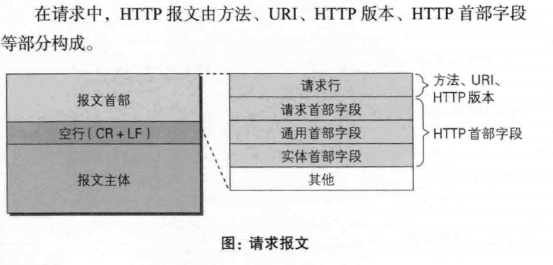 在请求中，HTTP 报文由方法、URI、HTTP 版本、HTTP 首部字段
等部分构成。
报文首部
空行（CR + LF）
报文主体
请求行
请求首部字段
通用首部字段
实体首部字段
其他
方法、URI、
HTTP 版本
HTTP 首部字段
图：请求报文